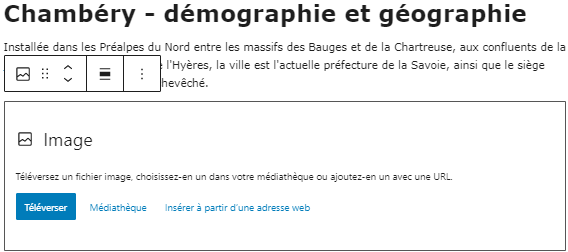 Chambéry - démographie et géographie
Installée dans les Préalpes du Nord entre les massifs des Bauges et de la Chartreuse, aux confluents de la
l'Hyères, la ville est l'actuelle préfecture de la Savoie, ainsi que le siège
hevêché.
Image
Téléversez un fichier image, choisissez-en un dans votre médiathèque ou ajoutez-en un avec une URL.
Téléverser Médiathèque Insérer à partir d'une adresse web